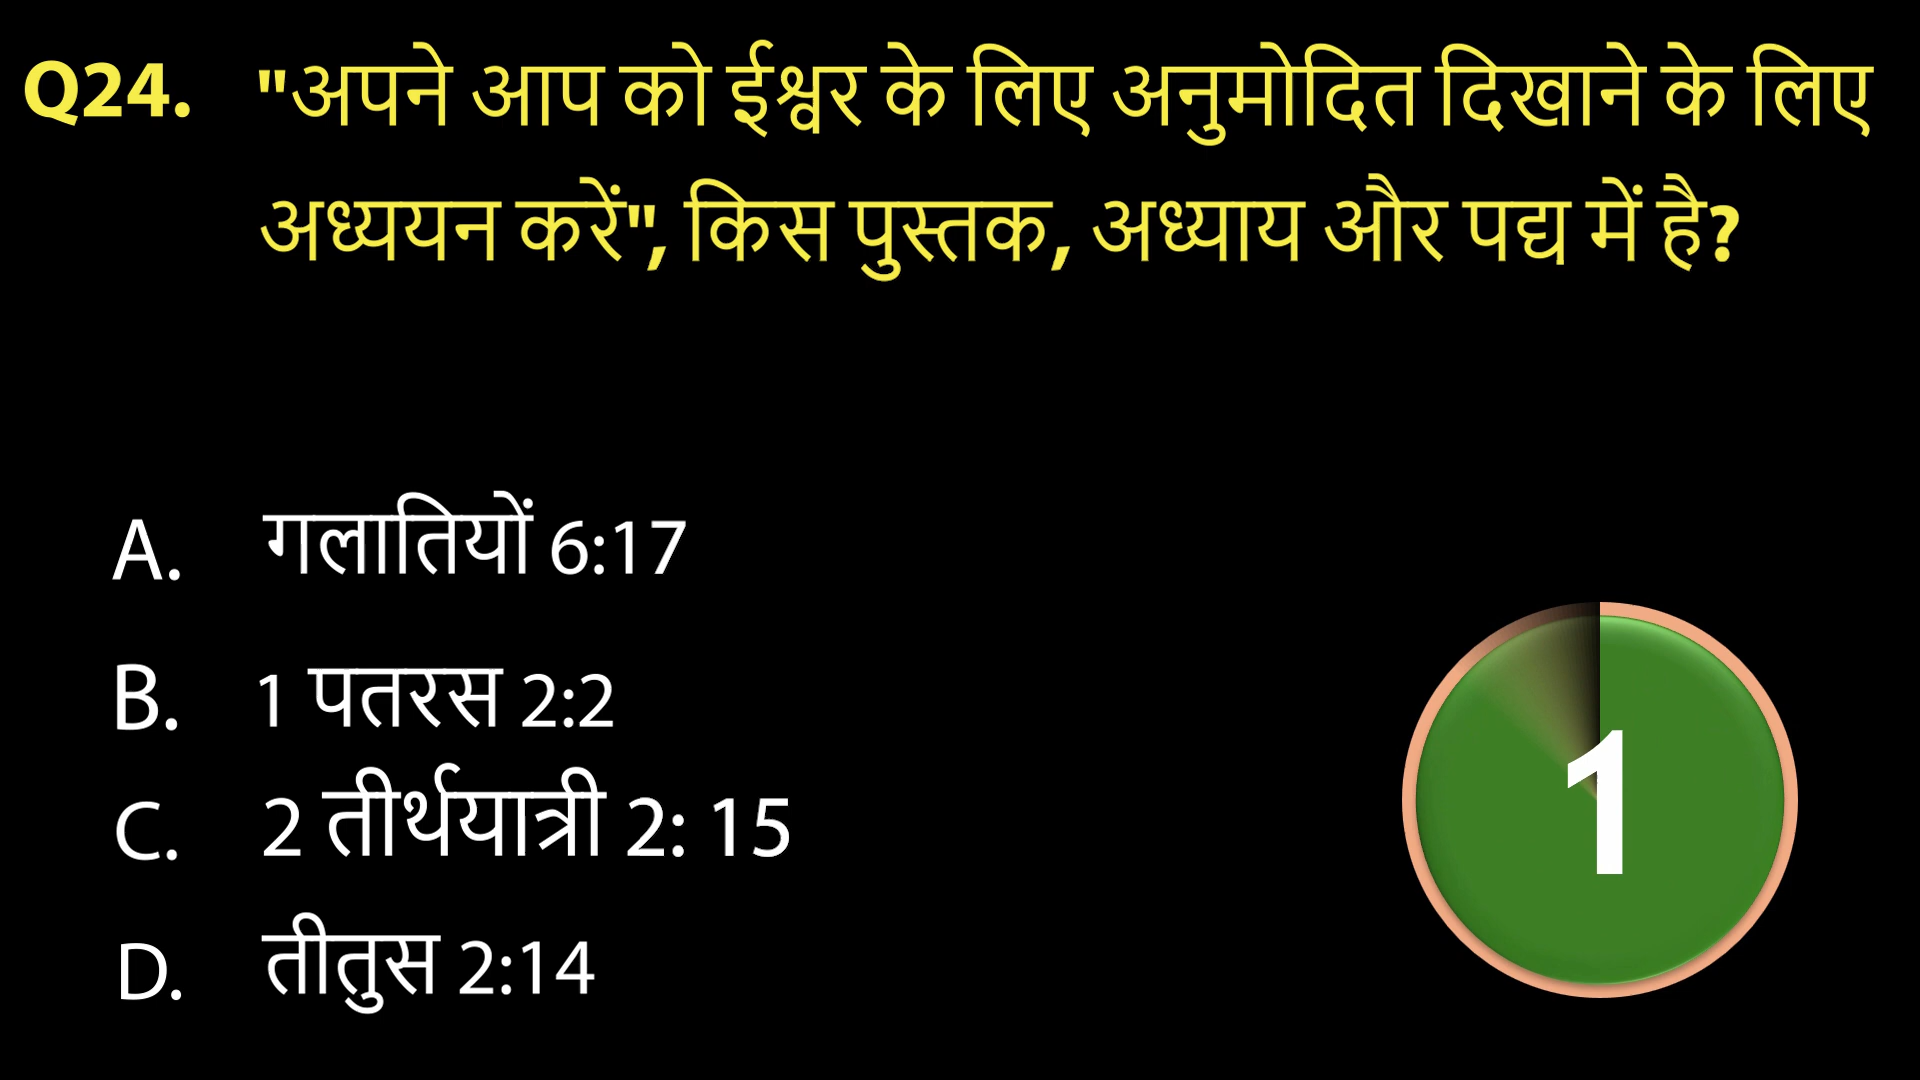 Q24. "अपने आप को ईश्वर के लिए अनुमोदित दिखाने के लिए
अध्ययन करें", किस पुस्तक, अध्याय और पद्य में है?
A. गलातियों 6:17
B. 1 पतरस 2:2
C. 2 तीर्थयात्री 2: 15
D. तीतुस 2:14
1